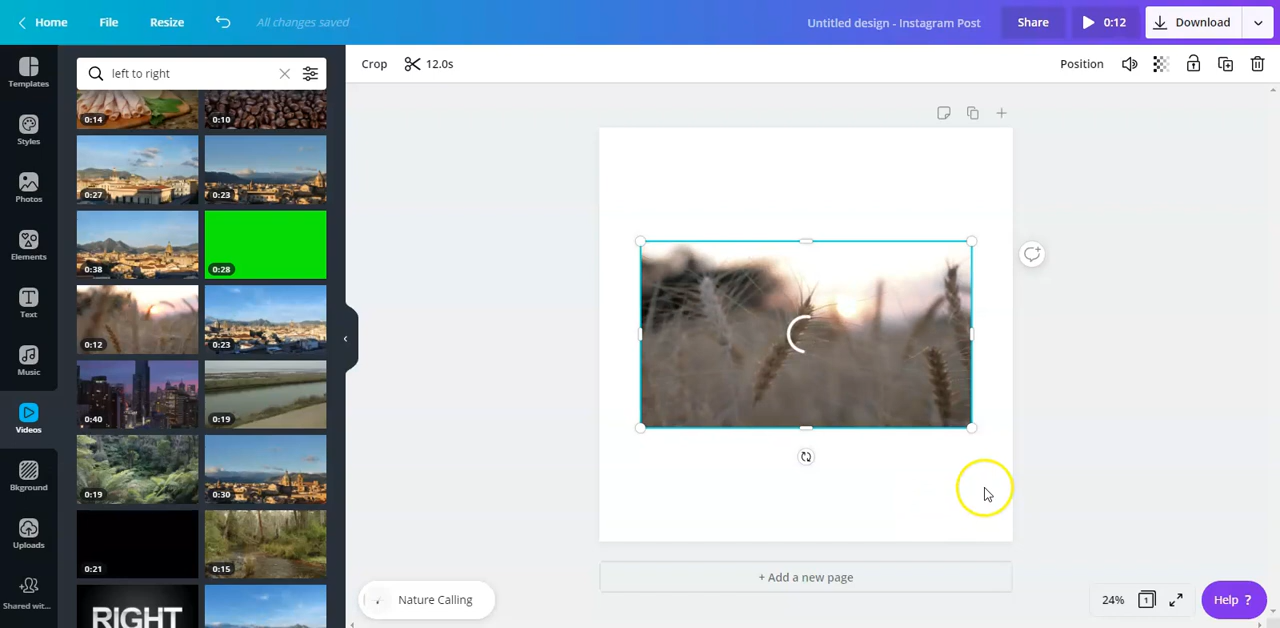 Home File Resize All changes saved Untitled design - Instagram Post Share 0:12 Download
Templates
Styles
Photos
Elements
Text
Music
Videos
Bkground
Uploads
Shared wit...
left to right
0:14 0:10
0:27 0:23
0:38 0:28
0:12 0:23
0:40 0:19
0:19 0:30
0:21 0:15
RIGHT
Crop 12.0s Position
+ Add a new page
Nature Calling
24% 1 Help ?